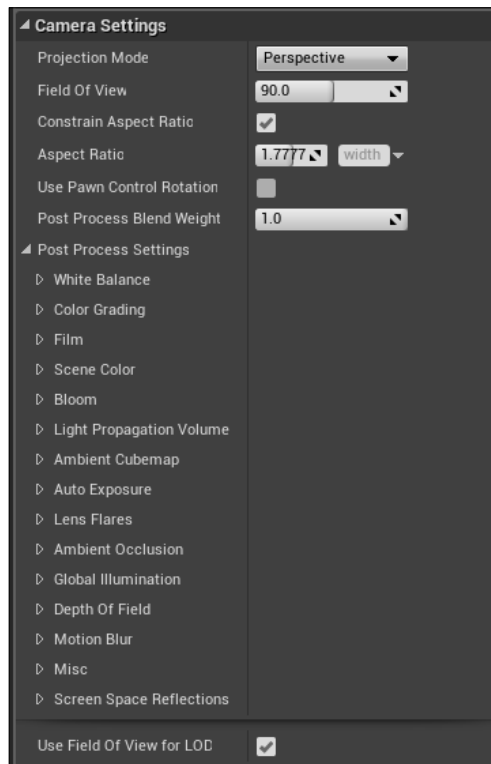 Camera Settings
Projection Mode Perspective
Field Of View 90.0
Constrain Aspect Ratio
Aspect Ratio 1.7777 width
Use Pawn Control Rotation
Post Process Blend Weight 1.0
Post Process Settings
White Balance
Color Grading
Film
Scene Color
Bloom
Light Propagation Volume
Ambient Cubemap
Auto Exposure
Lens Flares
Ambient Occlusion
Global Illumination
Depth Of Field
Motion Blur
Misc
Screen Space Reflections
Use Field Of View for LOD